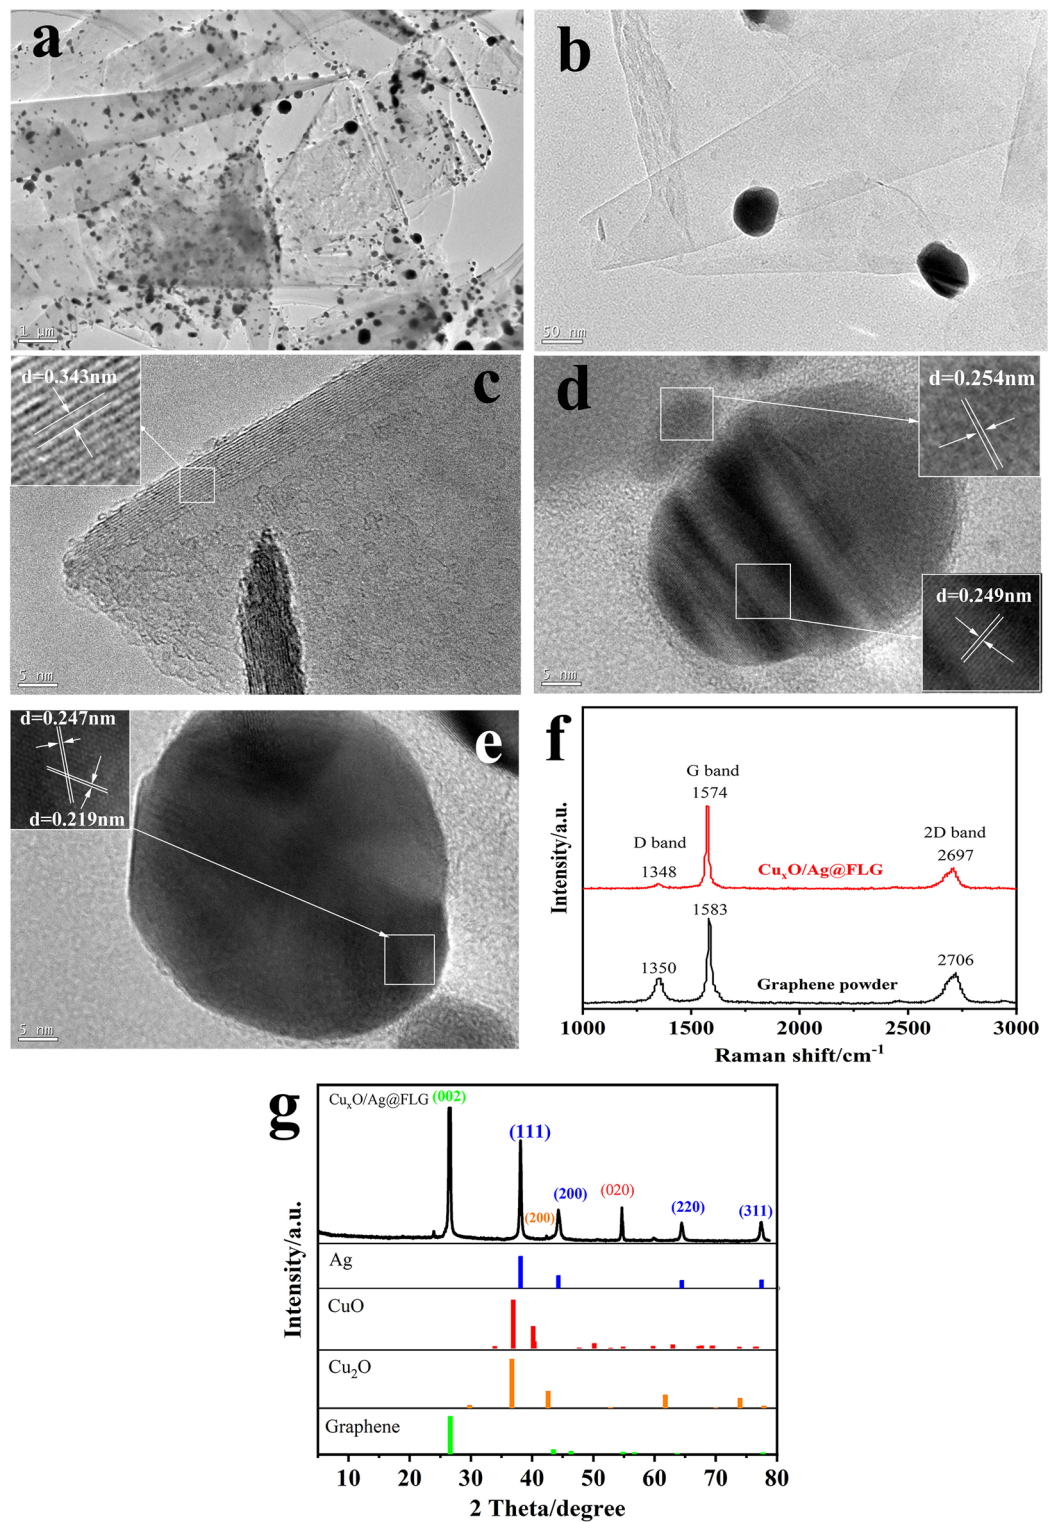 a
1 μm
b
50 nm
d=0.343nm
c
5 nm
d
d=0.254nm
d=0.249nm
5 nm
d=0.247nm
d=0.219nm
e
5 nm
f
Intensity/a.u.
G band
1574
D band
1348
2D band
2697
CuxO/Ag@FLG
1583
1350
2706
Graphene powder
1000 1500 2000 2500 3000
Raman shift/cm-1
g
Intensity/a.u.
CuxO/Ag@FLG (002)
(111)
(200)
(200)
(020)
(220)
(311)
Ag
CuO
Cu2O
Graphene
10 20 30 40 50 60 70 80
2 Theta/degree